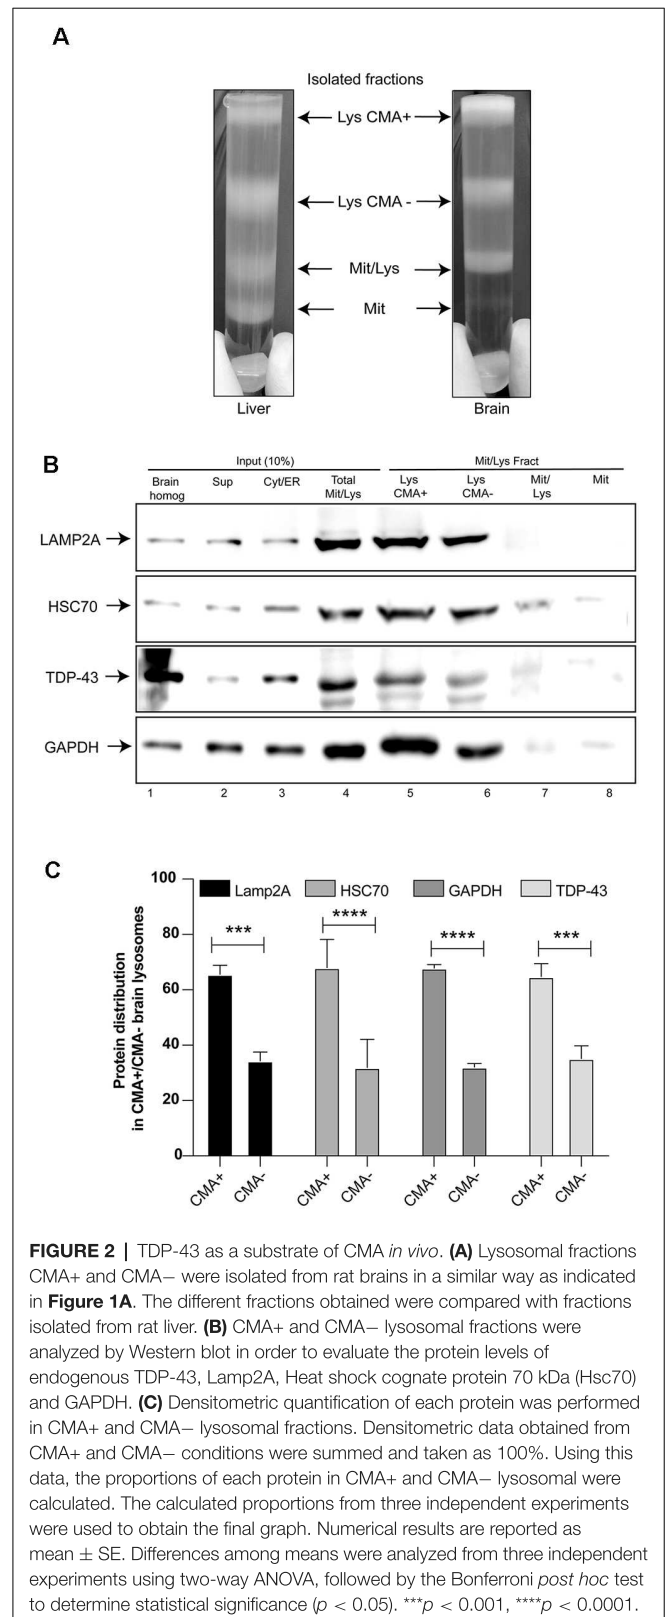 A
Isolated fractions
Lys CMA+
Lys CMA -
Mit/Lys
Mit
Liver
Brain
B
Input (10%)
Mit/Lys Fract
Brain homog
Sup
Cyt/ER
Total Mit/Lys
Lys CMA+
Lys CMA-
Mit/ Lys
Mit
LAMP2A
HSC70
TDP-43
GAPDH
1 2 3 4 5 6 7 8
C
Lamp2A HSC70 GAPDH TDP-43
100
80
60
40
20
0
Protein distribution
in CMA+/CMA- brain lysosomes
*** **** **** ***
CMA+ CMA- CMA+ CMA- CMA+ CMA- CMA+ CMA-
FIGURE 2 | TDP-43 as a substrate of CMA in vivo. (A) Lysosomal fractions
CMA+ and CMA− were isolated from rat brains in a similar way as indicated
in Figure 1A. The different fractions obtained were compared with fractions
isolated from rat liver. (B) CMA+ and CMA− lysosomal fractions were
analyzed by Western blot in order to evaluate the protein levels of
endogenous TDP-43, Lamp2A, Heat shock cognate protein 70 kDa (Hsc70)
and GAPDH. (C) Densitometric quantification of each protein was performed
in CMA+ and CMA− lysosomal fractions. Densitometric data obtained from
CMA+ and CMA− conditions were summed and taken as 100%. Using this
data, the proportions of each protein in CMA+ and CMA− lysosomal were
calculated. The calculated proportions from three independent experiments
were used to obtain the final graph. Numerical results are reported as
mean ± SE. Differences among means were analyzed from three independent
experiments using two-way ANOVA, followed by the Bonferroni post hoc test
to determine statistical significance (p < 0.05). ***p < 0.001, ****p < 0.0001.